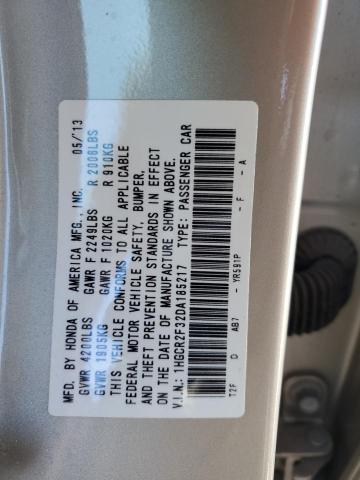 MFD. BY HONDA OF AMERICA MFG., INC. 05/13
GVWR 4200LBS GAWR F 2249LBS R 2006LBS
GVWR 1905KG GAWR F 1020KG R 910KG
THIS VEHICLE CONFORMS TO ALL APPLICABLE
FEDERAL MOTOR VEHICLE SAFETY, BUMPER,
AND THEFT PREVENTION STANDARDS IN EFFECT
ON THE DATE OF MANUFACTURE SHOWN ABOVE.
V.I.N.: 1HGCR2F32DA185217 TYPE: PASSENGER CAR
T2F D AB7 - YR591P - F - A